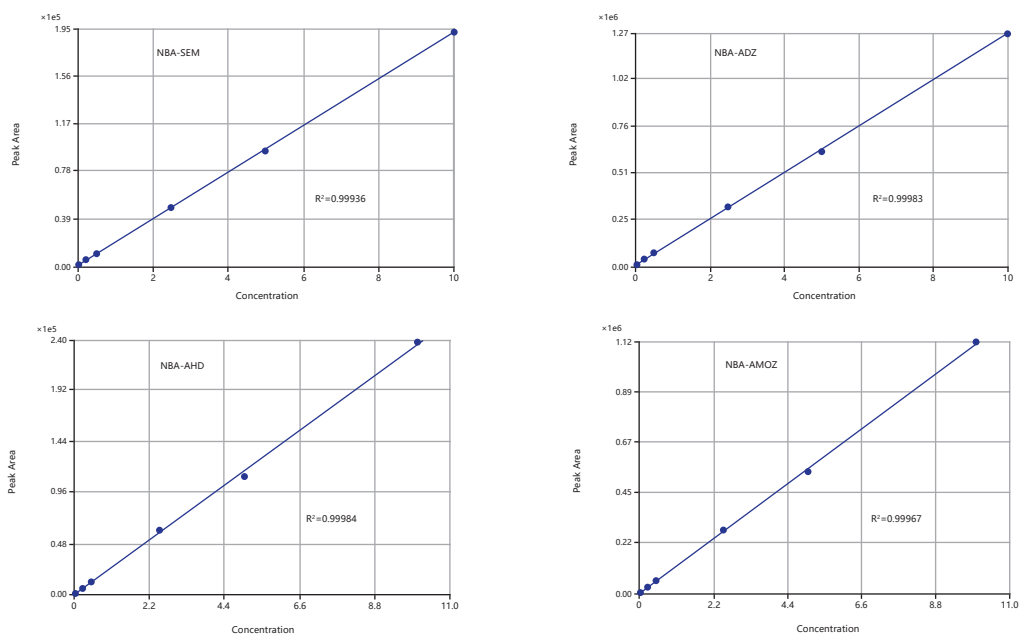 ×1e5
1.95
1.56
1.17
0.78
0.39
0.00
Peak Area
NBA-SEM
R²=0.99936
0 2 4 6 8 10
Concentration
×1e6
1.27
1.02
0.76
0.51
0.25
0.00
Peak Area
NBA-ADZ
R²=0.99983
0 2 4 6 8 10
Concentration
×1e5
2.40
1.92
1.44
0.96
0.48
0.00
Peak Area
NBA-AHD
R²=0.99984
0 2.2 4.4 6.6 8.8 11.0
Concentration
×1e6
1.12
0.89
0.67
0.45
0.22
0.00
Peak Area
NBA-AMOZ
R²=0.99967
0 2.2 4.4 6.6 8.8 11.0
Concentration